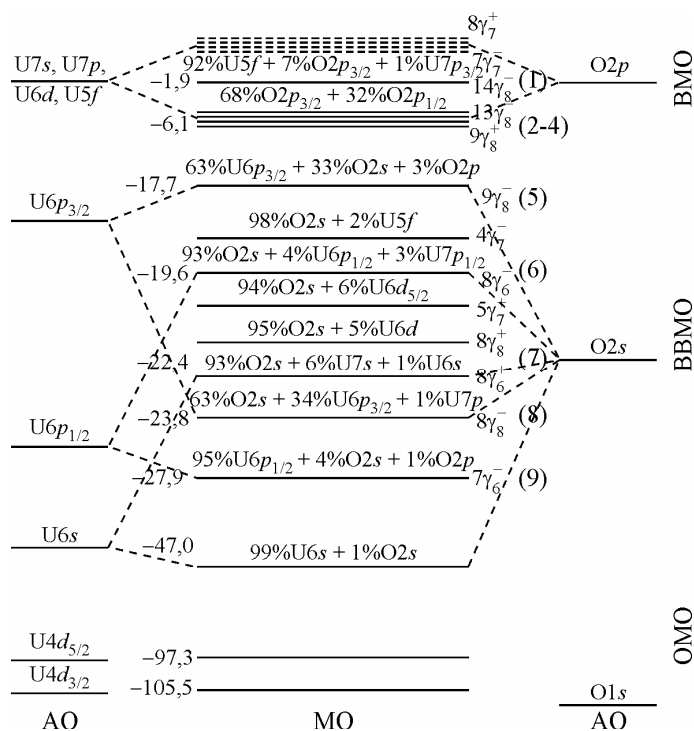 8γ₇⁺
92%U5f + 7%O2p₃/₂ + 1%U7p₃/₂ 7γ₇⁻
U7s, U7p,
U6d, U5f
−1,9
14γ₈⁻ (1)
O2p
BMO
68%O2p₃/₂ + 32%O2p₁/₂
13γ₈⁻
−6,1
9γ₈⁺ (2-4)
63%U6p₃/₂ + 33%O2s + 3%O2p
−17,7
9γ₈⁻ (5)
U6p₃/₂
98%O2s + 2%U5f
4γ₇⁻
93%O2s + 4%U6p₁/₂ + 3%U7p₁/₂
−19,6
8γ₆⁻ (6)
94%O2s + 6%U6d₅/₂
5γ₇⁺
95%O2s + 5%U6d
8γ₈⁺
BBMO
O2s
−22,4
93%O2s + 6%U7s + 1%U6s
8γ₆⁺ (7)
63%O2s + 34%U6p₃/₂ + 1%U7p
−23,8
8γ₈⁻ (8)
U6p₁/₂
95%U6p₁/₂ + 4%O2s + 1%O2p
−27,9
7γ₆⁻ (9)
U6s
−47,0
99%U6s + 1%O2s
OMO
U4d₅/₂
−97,3
U4d₃/₂
−105,5
O1s
AO
MO
AO